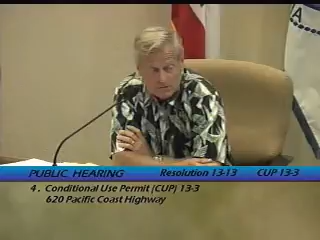 PUBLIC HEARING Resolution 13-13 CUP 13-3
4. Conditional Use Permit (CUP) 13-3
620 Pacific Coast Highway